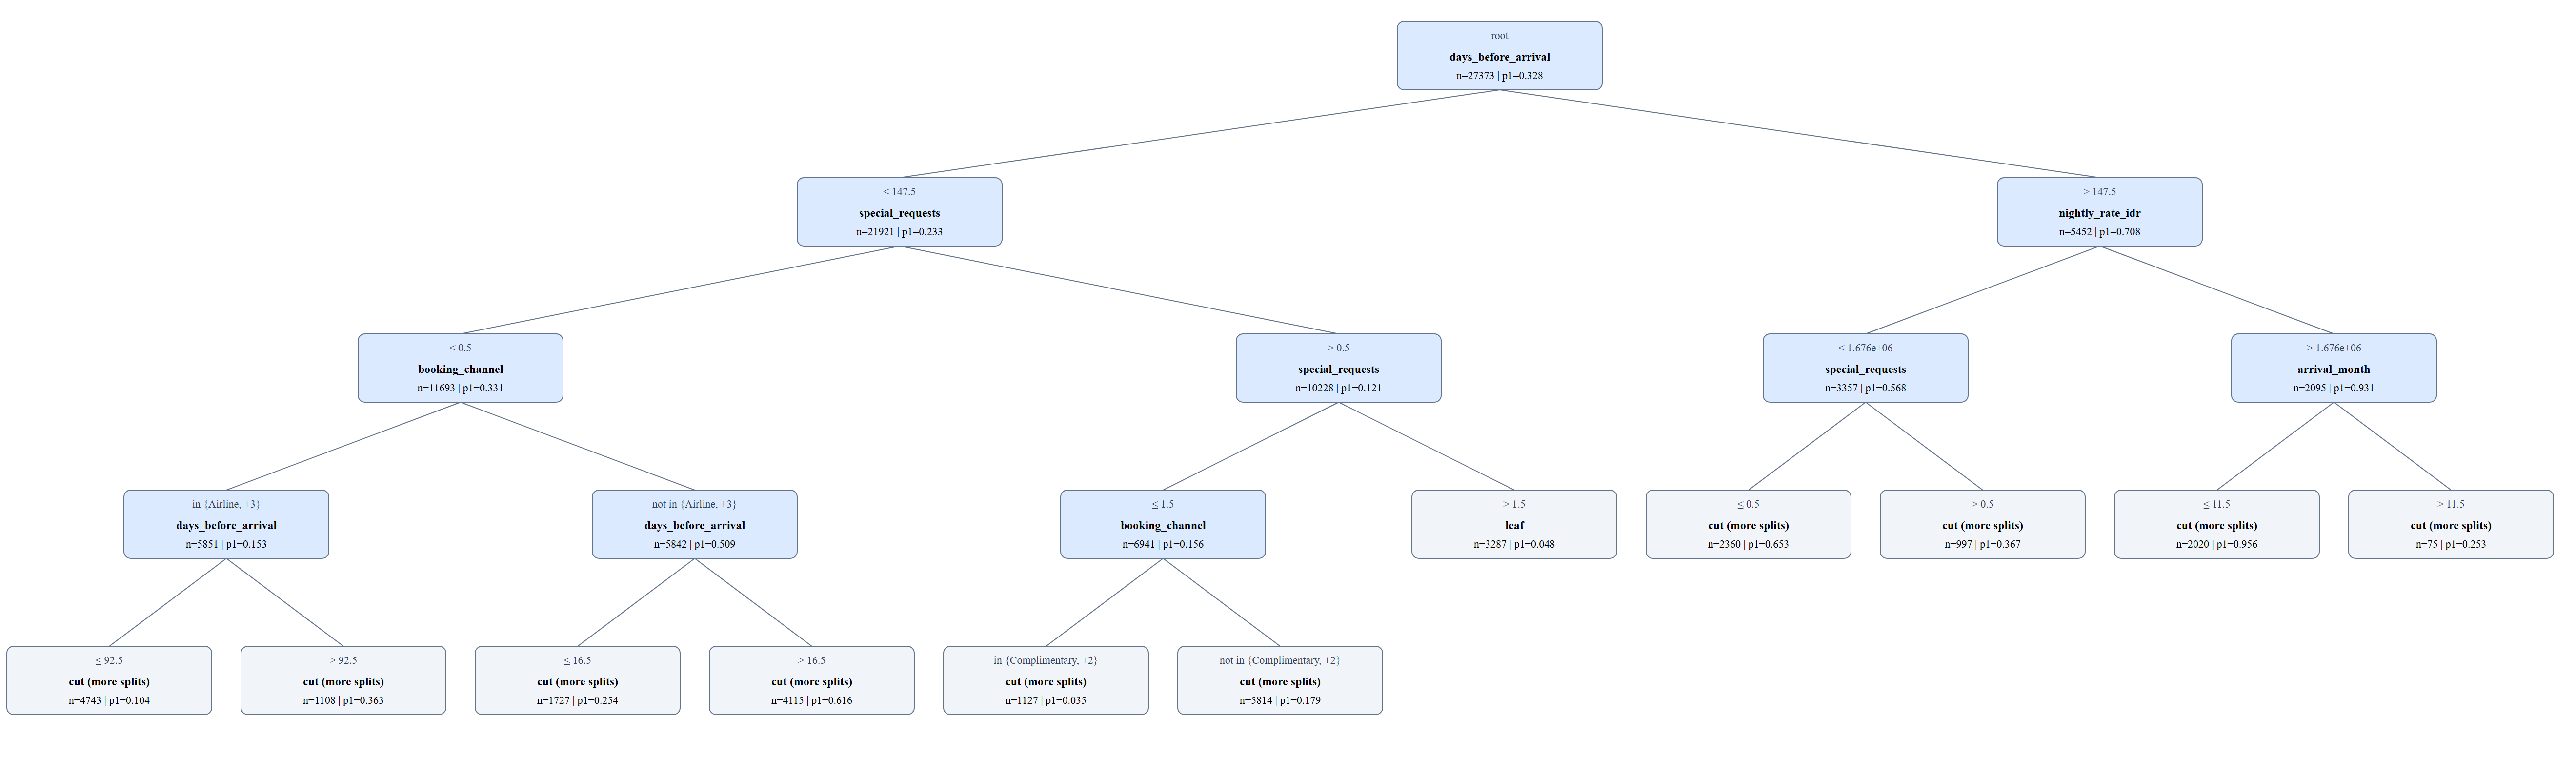 root
days_before_arrival
n=27373 | p1=0.328
≤ 147.5
special_requests
n=21921 | p1=0.233
> 147.5
nightly_rate_idr
n=5452 | p1=0.708
≤ 0.5
booking_channel
n=11693 | p1=0.331
> 0.5
special_requests
n=10228 | p1=0.121
≤ 1.676e+06
special_requests
n=3357 | p1=0.568
> 1.676e+06
arrival_month
n=2095 | p1=0.931
in {Airline, +3}
days_before_arrival
n=5851 | p1=0.153
not in {Airline, +3}
days_before_arrival
n=5842 | p1=0.509
≤ 1.5
booking_channel
n=6941 | p1=0.156
> 1.5
leaf
n=3287 | p1=0.048
≤ 0.5
cut (more splits)
n=2360 | p1=0.653
> 0.5
cut (more splits)
n=997 | p1=0.367
≤ 11.5
cut (more splits)
n=2020 | p1=0.956
> 11.5
cut (more splits)
n=75 | p1=0.253
≤ 92.5
cut (more splits)
n=4743 | p1=0.104
> 92.5
cut (more splits)
n=1108 | p1=0.363
≤ 16.5
cut (more splits)
n=1727 | p1=0.254
> 16.5
cut (more splits)
n=4115 | p1=0.616
in {Complimentary, +2}
cut (more splits)
n=1127 | p1=0.035
not in {Complimentary, +2}
cut (more splits)
n=5814 | p1=0.179